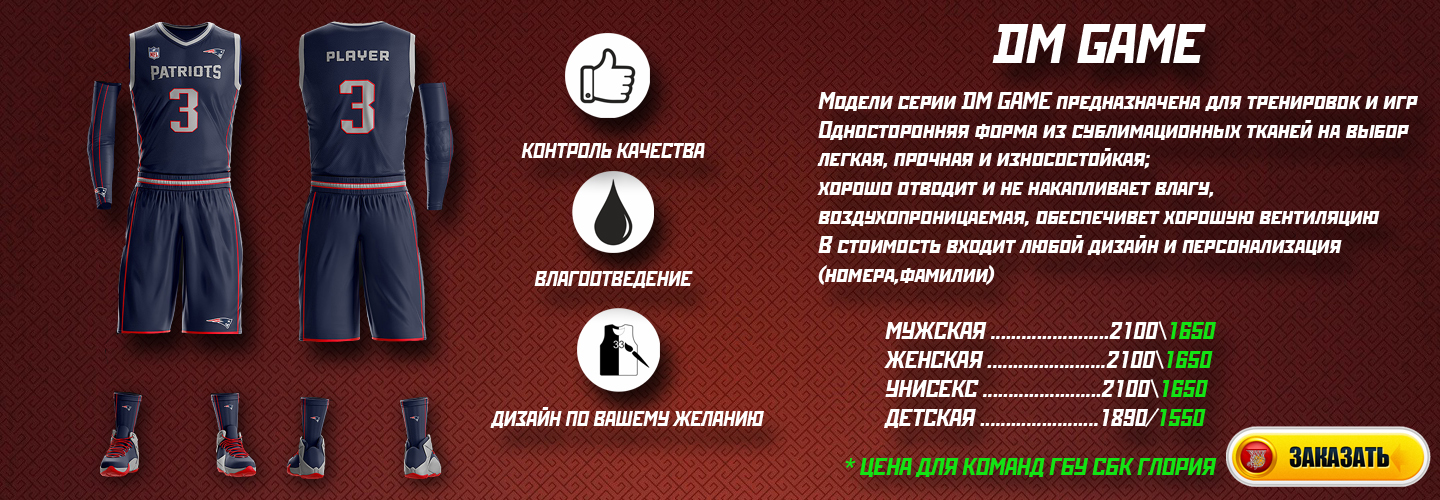 PATRIOTS
3
PLAYER
3
NFL
КОНТРОЛЬ КАЧЕСТВА
ВЛАГООТВЕДЕНИЕ
33
ДИЗАЙН ПО ВАШЕМУ ЖЕЛАНИЮ
DM GAME
Модели серии DM GAME предназначена для тренировок и игр
Односторонняя форма из сублимационных тканей на выбор
легкая, прочная и износостойкая;
хорошо отводит и не накапливает влагу,
воздухопроницаемая, обеспечивет хорошую вентиляцию
В стоимость входит любой дизайн и персонализация
(номера,фамилии)
МУЖСКАЯ .......................2100\1650
ЖЕНСКАЯ .......................2100\1650
УНИСЕКС .......................2100\1650
ДЕТСКАЯ .......................1890/1550
* ЦЕНА ДЛЯ КОМАНД ГБУ СБК ГЛОРИЯ
ЗАКАЗАТЬ